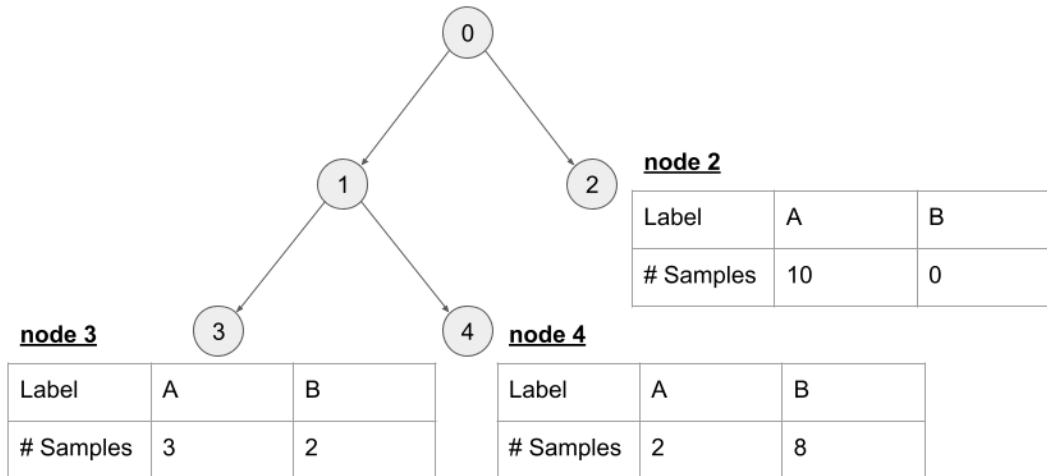 0
1
2
node 2
Label A B
# Samples 10 0
3
4
node 3
Label A B
# Samples 3 2
node 4
Label A B
# Samples 2 8